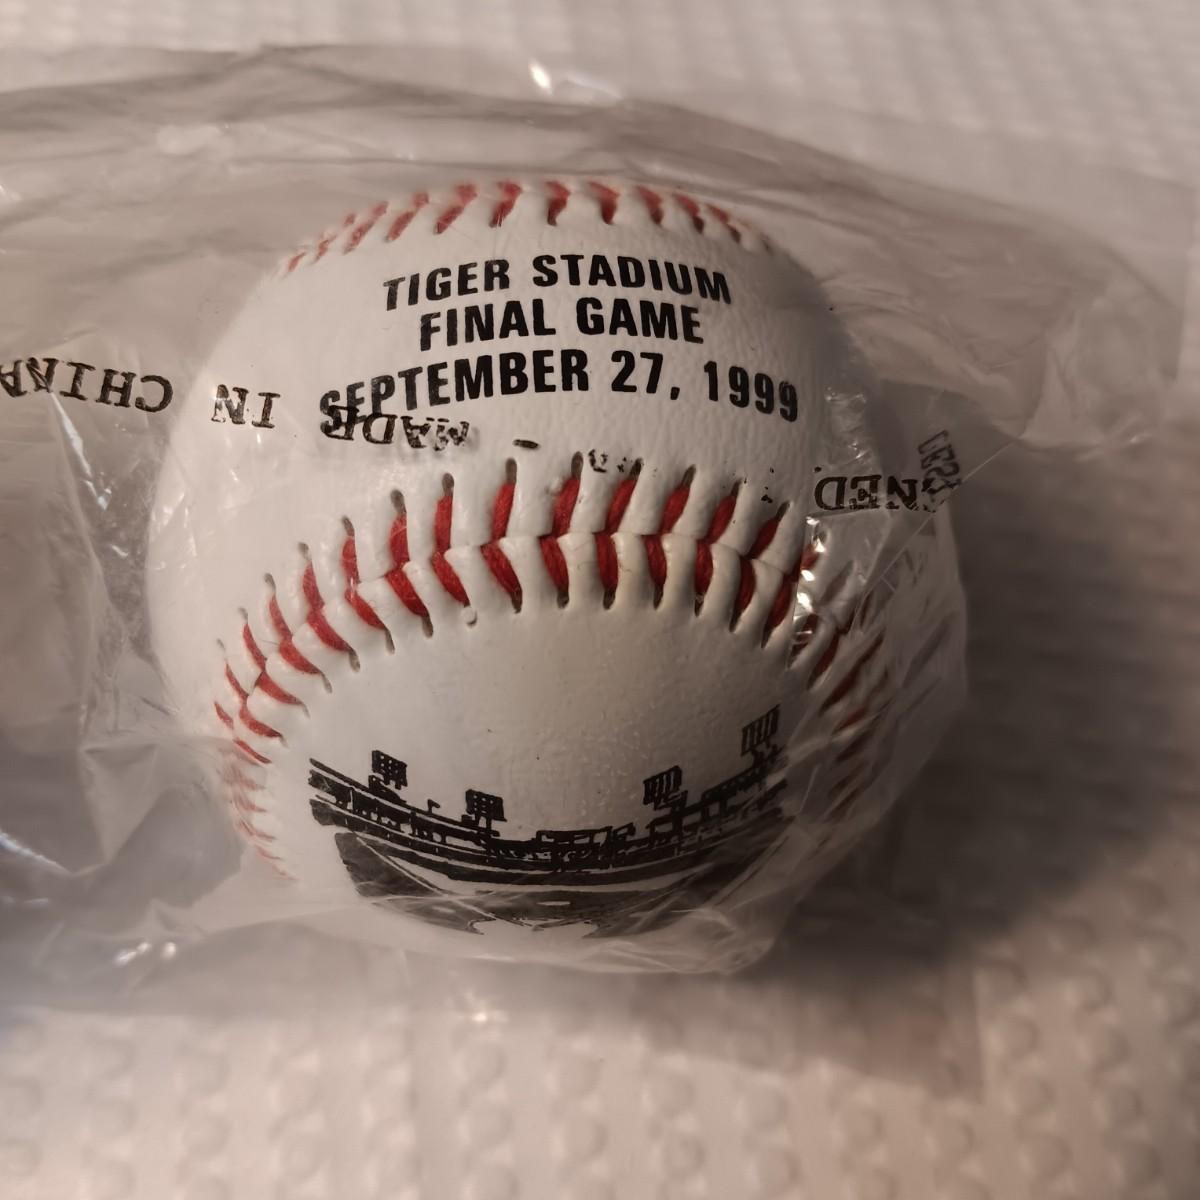 TIGER STADIUM
FINAL GAME
SEPTEMBER 27, 1999
MADE IN CHINA